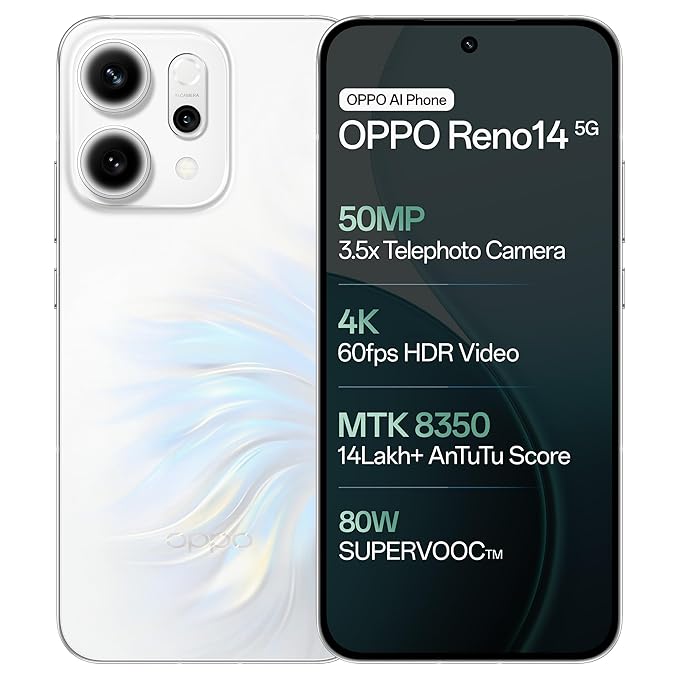 OPPO AI Phone
OPPO Reno14 5G
50MP
3.5x Telephoto Camera
4K
60fps HDR Video
MTK 8350
14Lakh+ AnTuTu Score
80W
SUPERVOOC™
oppo